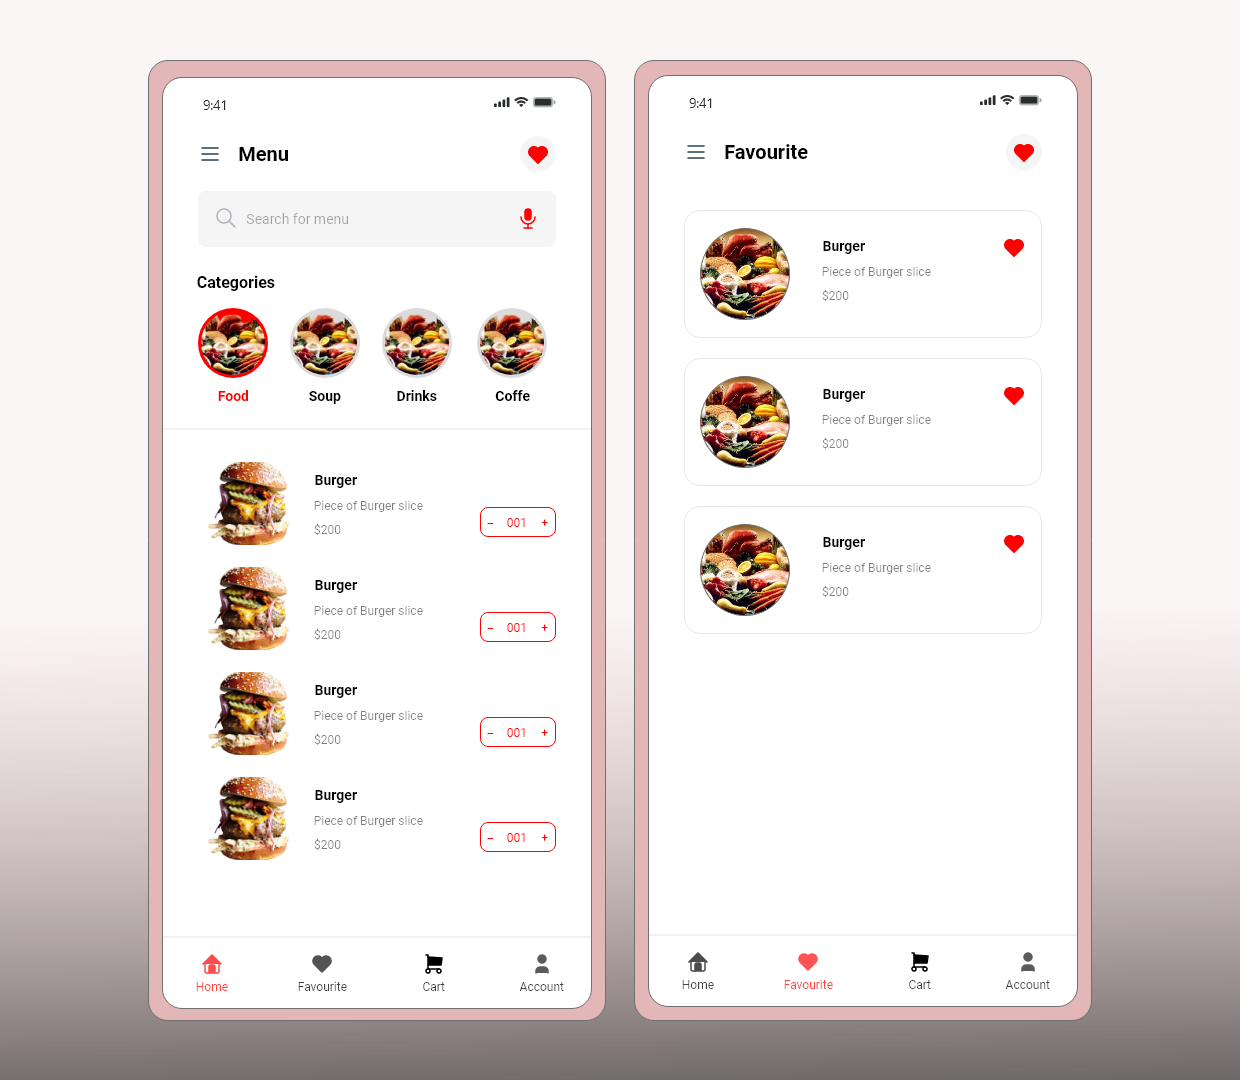 9:41
Menu
Search for menu
Categories
Food Soup Drinks Coffe
Burger
Piece of Burger slice
$200
– 001 +
Burger
Piece of Burger slice
$200
– 001 +
Burger
Piece of Burger slice
$200
– 001 +
Burger
Piece of Burger slice
$200
– 001 +
Home Favourite Cart Account
9:41
Favourite
Burger
Piece of Burger slice
$200
Burger
Piece of Burger slice
$200
Burger
Piece of Burger slice
$200
Home Favourite Cart Account